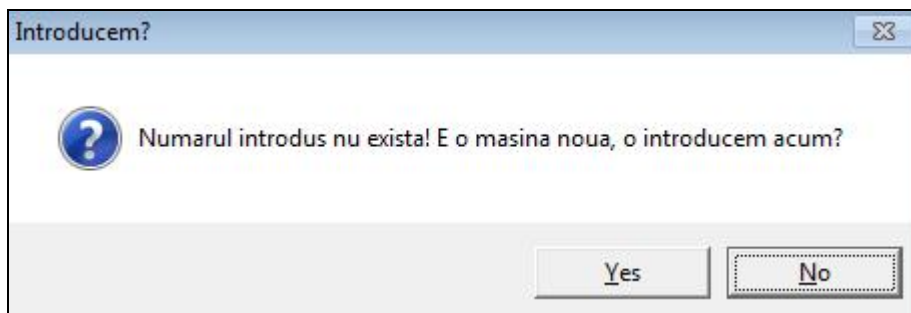 Introducem?
Numarul introdus nu exista! E o masina noua, o introducem acum?
Yes No